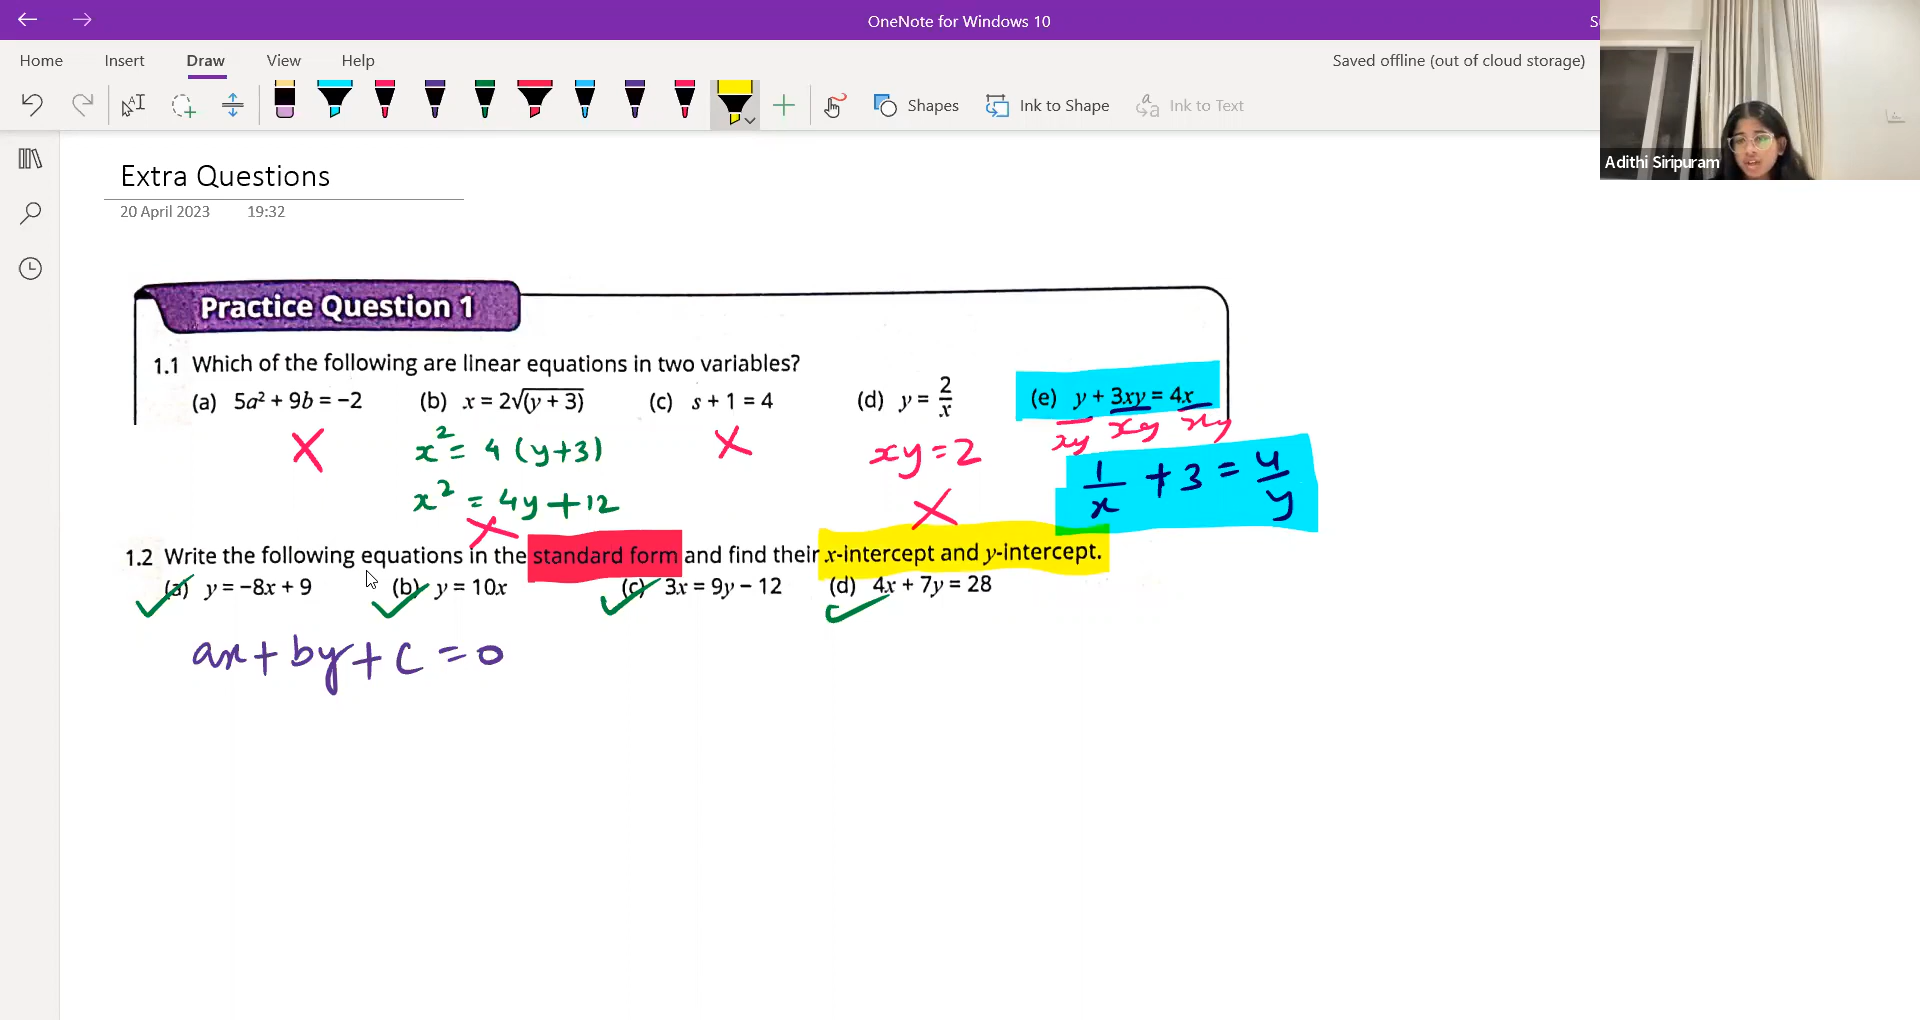 OneNote for Windows 10
Home Insert Draw View Help
Saved offline (out of cloud storage)
Shapes Ink to Shape Ink to Text
Adithi Siripuram
Extra Questions
20 April 2023 19:32
Practice Question 1
1.1 Which of the following are linear equations in two variables?
(a) 5a² + 9b = −2 (b) x = 2√(y + 3) (c) s + 1 = 4 (d) y = 2/x (e) y + 3xy = 4x
xy xy xy
x² = 4 (y+3)
xy = 2
1/x + 3 = 4/y
x² = 4y + 12
1.2 Write the following equations in the standard form and find their x-intercept and y-intercept.
(a) y = −8x + 9 (b) y = 10x (c) 3x = 9y − 12 (d) 4x + 7y = 28
ax + by + c = 0